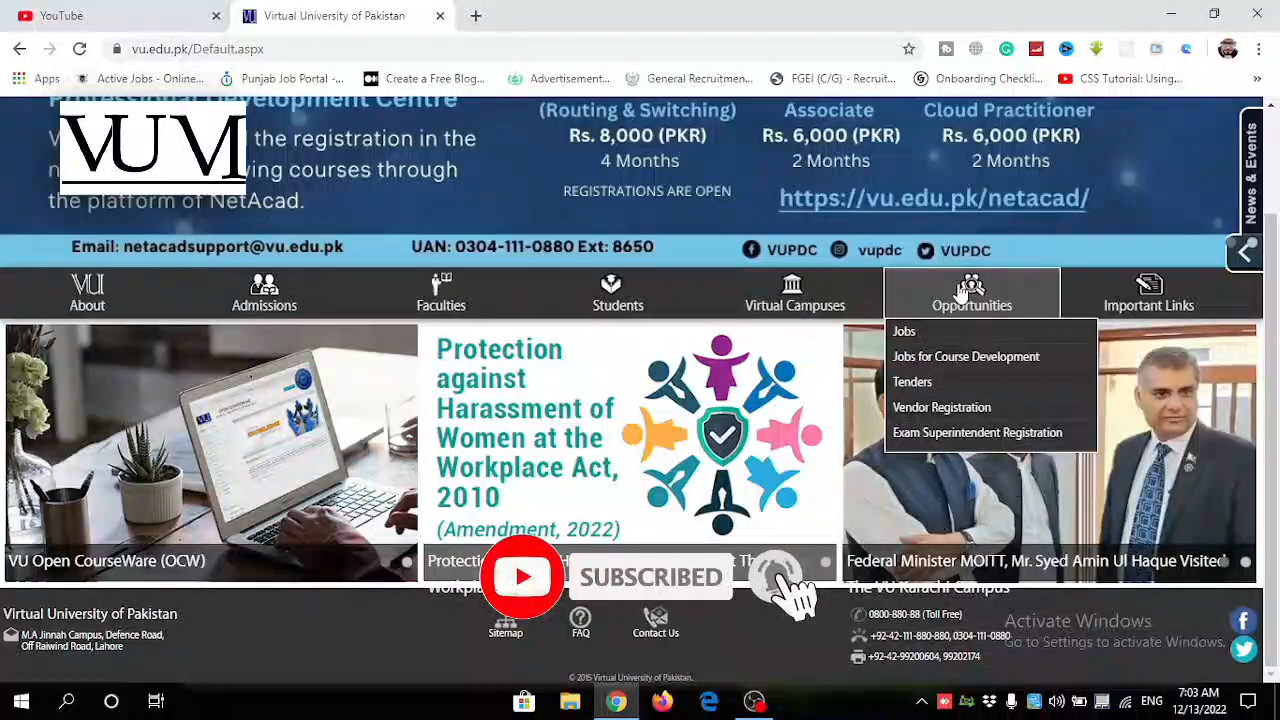 YouTube
Virtual University of Pakistan
vu.edu.pk/Default.aspx
Apps
Active Jobs - Online...
Punjab Job Portal -...
Create a Free Blog...
Advertisement...
General Recruitmen...
FGEI (C/G) - Recruit...
Onboarding Checkli...
CSS Tutorial: Using...
Professional Development Centre
the registration in the
wing courses through
the platform of NetAcad.
VU VM
(Routing & Switching)
Rs. 8,000 (PKR)
4 Months
Associate
Rs. 6,000 (PKR)
2 Months
Cloud Practitioner
Rs. 6,000 (PKR)
2 Months
REGISTRATIONS ARE OPEN
https://vu.edu.pk/netacad/
News & Events
Email: netacadsupport@vu.edu.pk
UAN: 0304-111-0880 Ext: 8650
VUPDC
vupdc
VUPDC
About
Admissions
Faculties
Students
Virtual Campuses
Opportunities
Important Links
Jobs
Jobs for Course Development
Tenders
Vendor Registration
Exam Superintendent Registration
Protection
against
Harassment of
Women at the
Workplace Act,
2010
(Amendment, 2022)
VU Open CourseWare (OCW)
Federal Minister MOITT, Mr. Syed Amin Ul Haque Visited
The VU Karachi Campus
SUBSCRIBED
Virtual University of Pakistan
M.A Jinnah Campus, Defence Road,
Off Raiwind Road, Lahore
Sitemap
FAQ
Contact Us
0800-880-88 (Toll Free)
+92-42-111-880-880, 0304-111-0880
+92-42-99200604, 99202174
Activate Windows
Go to Settings to activate Windows.
© 2015 Virtual University of Pakistan.
ENG
7:03 AM
12/13/2022